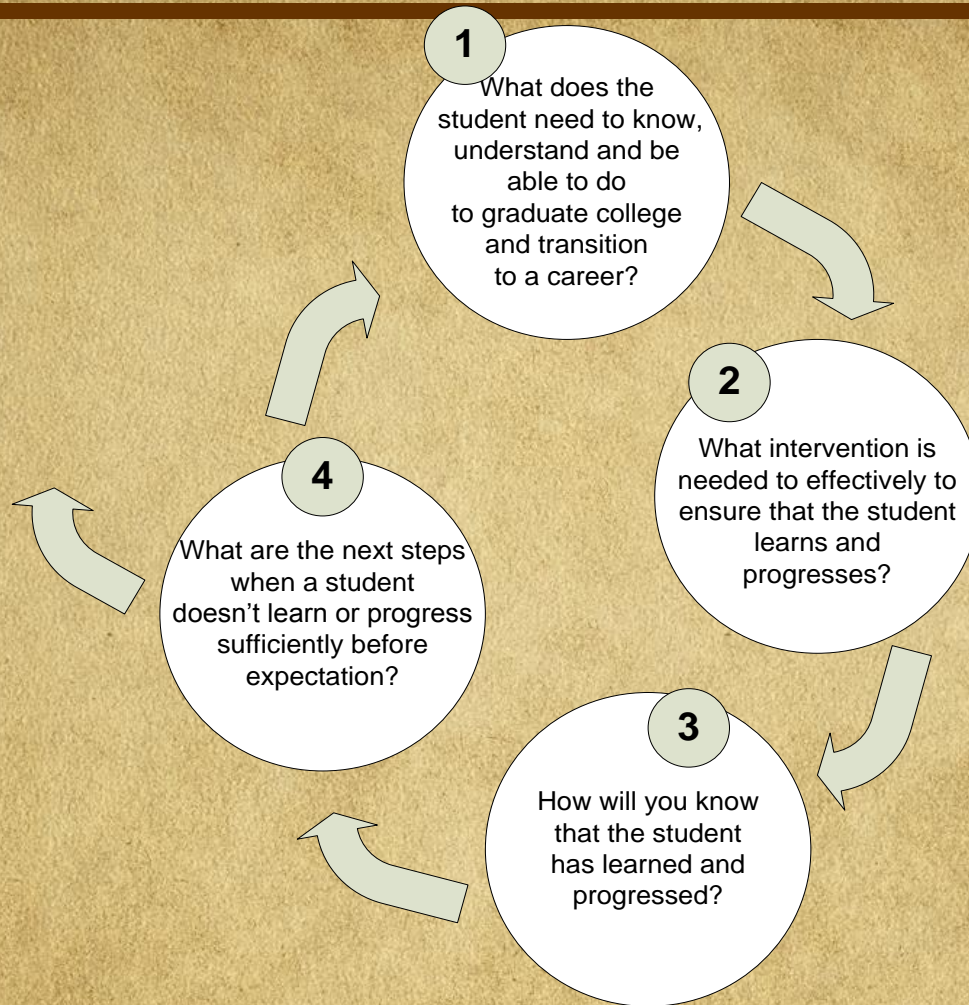 1
What does the
student need to know,
understand and be
able to do
to graduate college
and transition
to a career?
2
What intervention is
needed to effectively to
ensure that the student
learns and
progresses?
3
How will you know
that the student
has learned and
progressed?
4
What are the next steps
when a student
doesn’t learn or progress
sufficiently before
expectation?